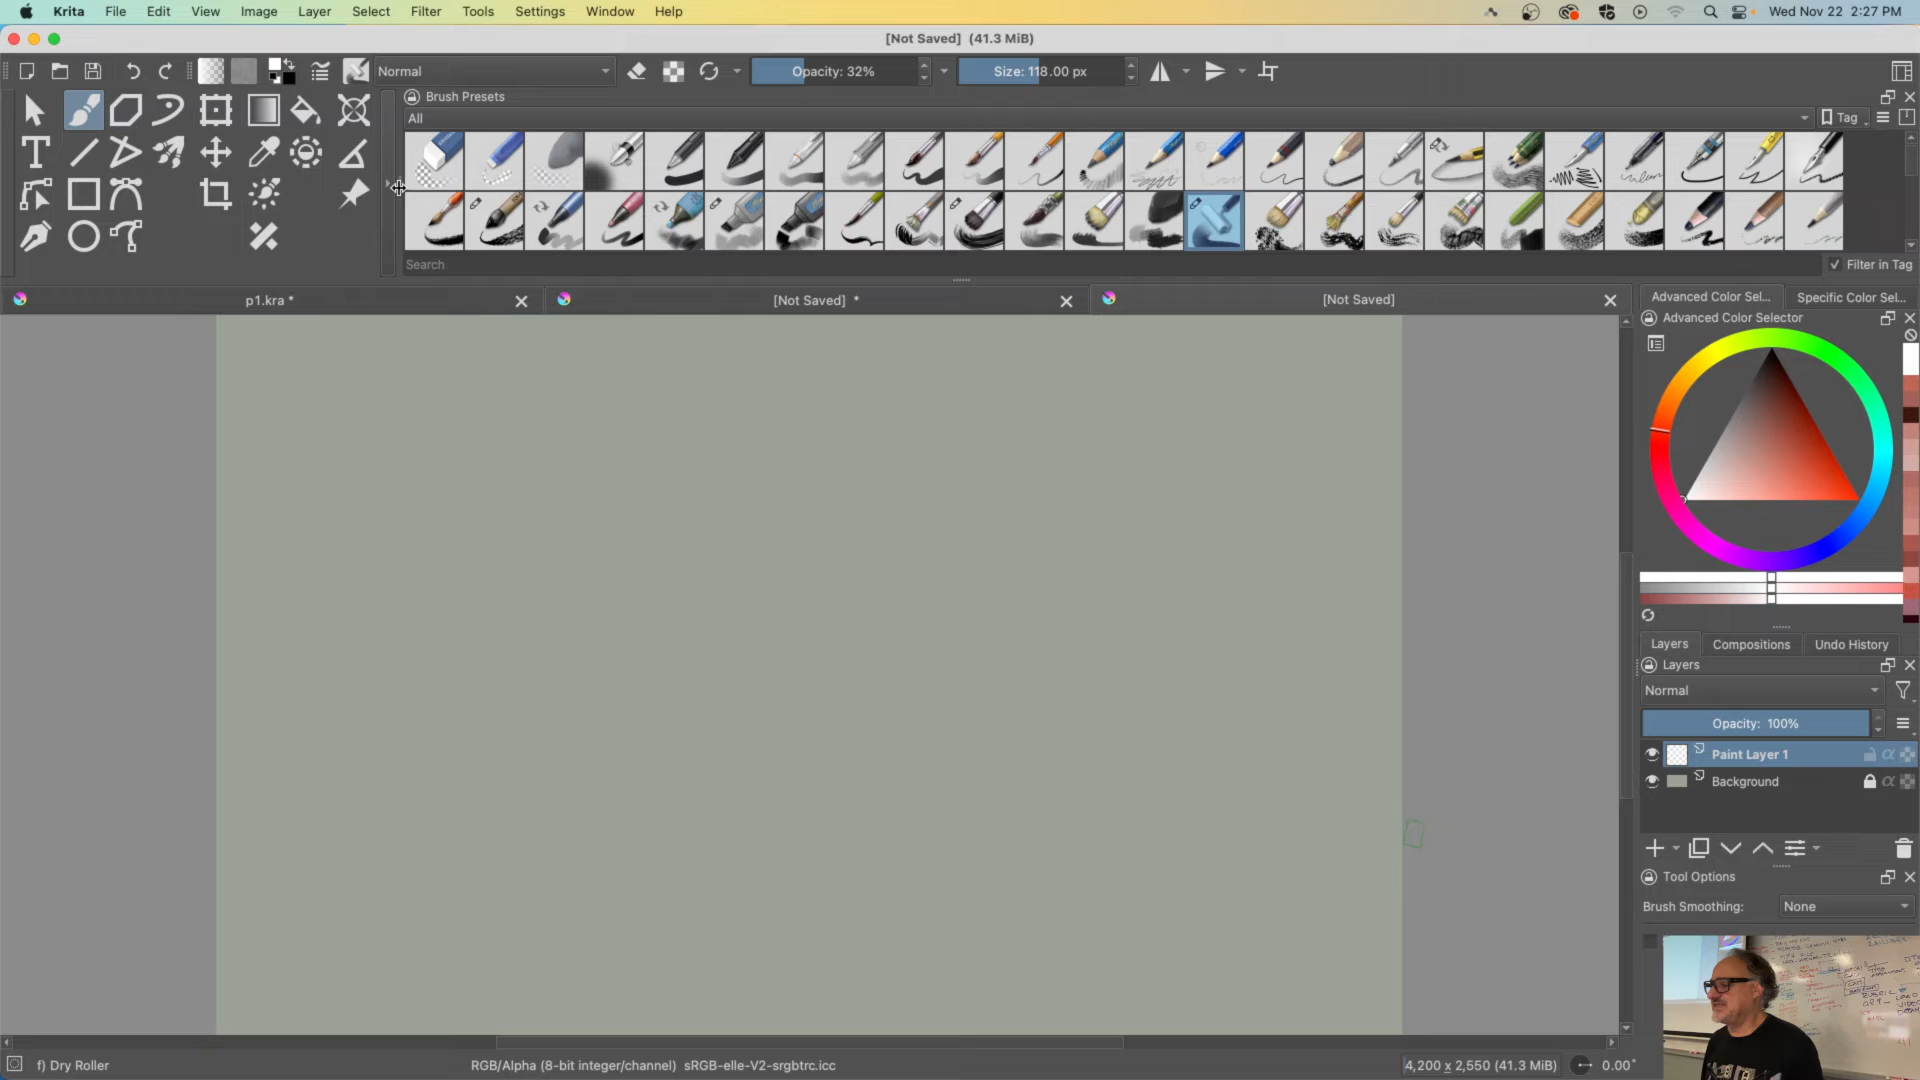 Krita File Edit View Image Layer Select Filter Tools Settings Window Help Wed Nov 22 2:27 PM
[Not Saved] (41.3 MiB)
Normal Opacity: 32% Size: 118.00 px
Brush Presets
All Tag
Search Filter in Tag
p1.kra * [Not Saved] * [Not Saved]
Advanced Color Sel... Specific Color Sel...
Advanced Color Selector
Layers Compositions Undo History
Layers
Normal
Opacity: 100%
Paint Layer 1
Background
Tool Options
Brush Smoothing: None
f) Dry Roller RGB/Alpha (8-bit integer/channel) sRGB-elle-V2-srgbtrc.icc 4,200 x 2,550 (41.3 MiB) 0.00°